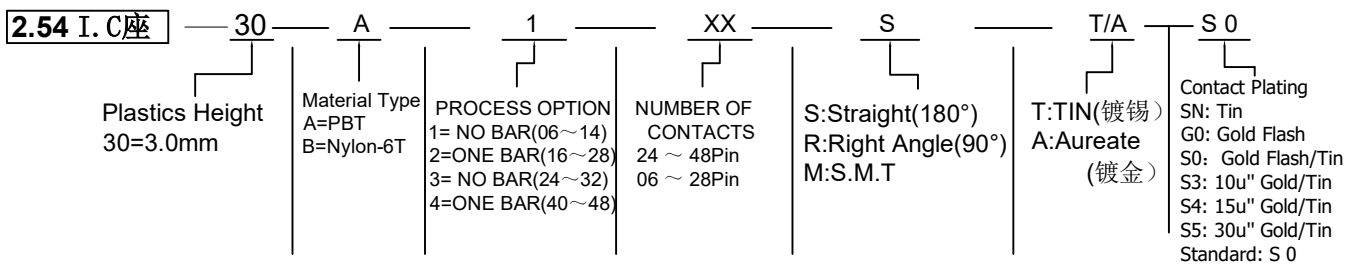 2.54 I.C座 30 A 1 XX S T/A S 0
Plastics Height
30=3.0mm
Material Type
A=PBT
B=Nylon-6T
PROCESS OPTION
1= NO BAR(06～14)
2=ONE BAR(16～28)
3= NO BAR(24～32)
4=ONE BAR(40～48)
NUMBER OF
CONTACTS
24 ～ 48Pin
06 ～ 28Pin
S:Straight(180°)
R:Right Angle(90°)
M:S.M.T
T:TIN(镀锡）
A:Aureate
(镀金）
Contact Plating
SN: Tin
G0: Gold Flash
S0：Gold Flash/Tin
S3: 10u" Gold/Tin
S4: 15u" Gold/Tin
S5: 30u" Gold/Tin
Standard: S 0